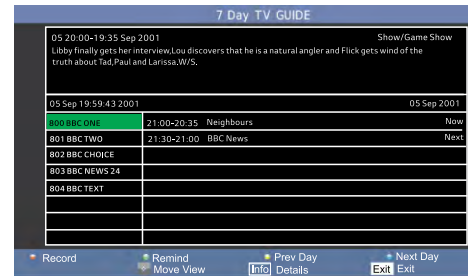 7 Day TV GUIDE
05 20:00-19:35 Sep 2001 Show/Game Show
Libby finally gets her interview,Lou discovers that he is a natural angler and Flick gets wind of the
truth about Tad,Paul and Larissa.W/S.
05 Sep 19:59:43 2001 05 Sep 2001
800 BBC ONE 21:00-20:35 Neighbours Now
801 BBC TWO 21:30-21:00 BBC News Next
802 BBC CHOICE
803 BBC NEWS 24
804 BBC TEXT
Record Remind Prev Day Next Day
Move View Info Details Exit Exit